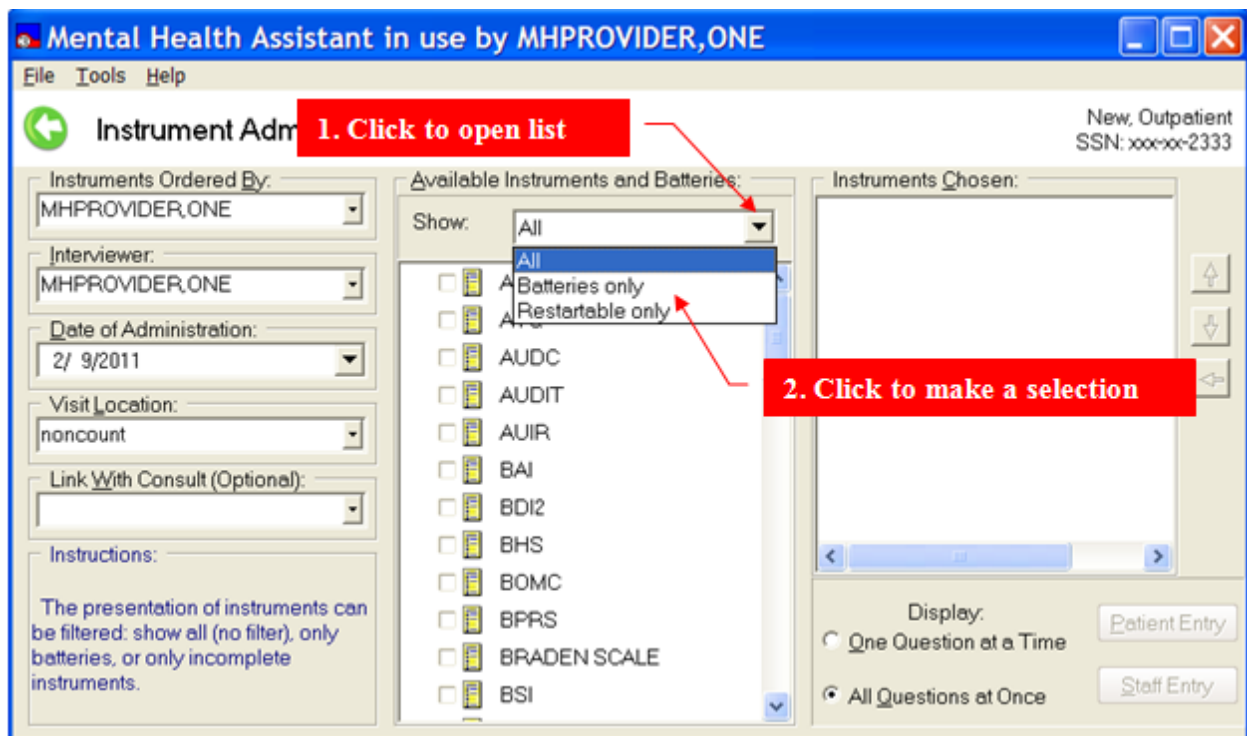 Mental Health Assistant in use by MHPROVIDER,ONE
File Tools Help
Instrument Adm
1. Click to open list
New, Outpatient
SSN: xxx-xx-2333
Instruments Ordered By:
MHPROVIDER,ONE
Interviewer:
MHPROVIDER,ONE
Date of Administration:
2/ 9/2011
Visit Location:
noncount
Link With Consult (Optional):
Instructions:
The presentation of instruments can
be filtered: show all (no filter), only
batteries, or only incomplete
instruments.
Available Instruments and Batteries:
Show:
All
All
Batteries only
Restartable only
AUDC
AUDIT
AUIR
BAI
BDI2
BHS
BOMC
BPRS
BRADEN SCALE
BSI
2. Click to make a selection
Instruments Chosen:
Display:
One Question at a Time
All Questions at Once
Patient Entry
Staff Entry